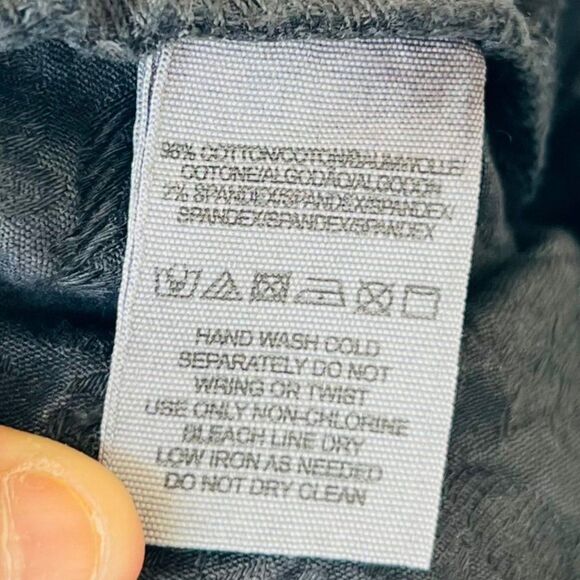 98% COTTON/COTON/BAUMWOLLE/
COTONE/ALGODÃO/ALGODON
2% SPANDEX/SPANDEX/SPANDEX/
SPANDEX/SPANDEX/SPANDEX
HAND WASH COLD
SEPARATELY DO NOT
WRING OR TWIST
USE ONLY NON-CHLORINE
BLEACH LINE DRY
LOW IRON AS NEEDED
DO NOT DRY CLEAN